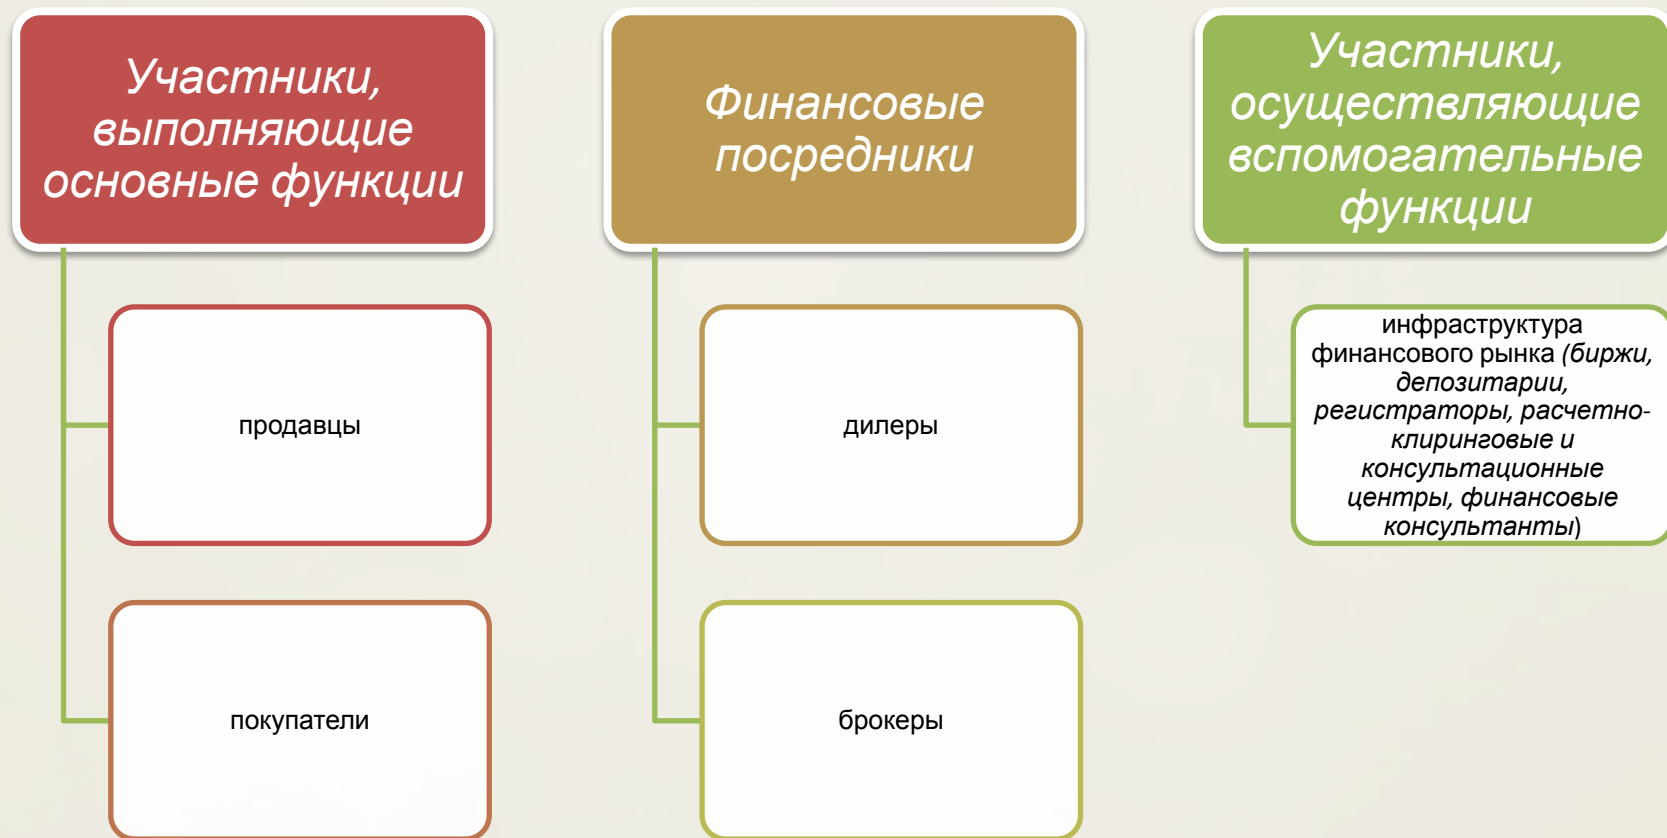 Участники,
выполняющие
основные функции
продавцы
покупатели
Финансовые
посредники
дилеры
брокеры
Участники,
осуществляющие
вспомогательные
функции
инфраструктура
финансового рынка (биржи,
депозитарии,
регистраторы, расчетно-
клиринговые и
консультационные
центры, финансовые
консультанты)